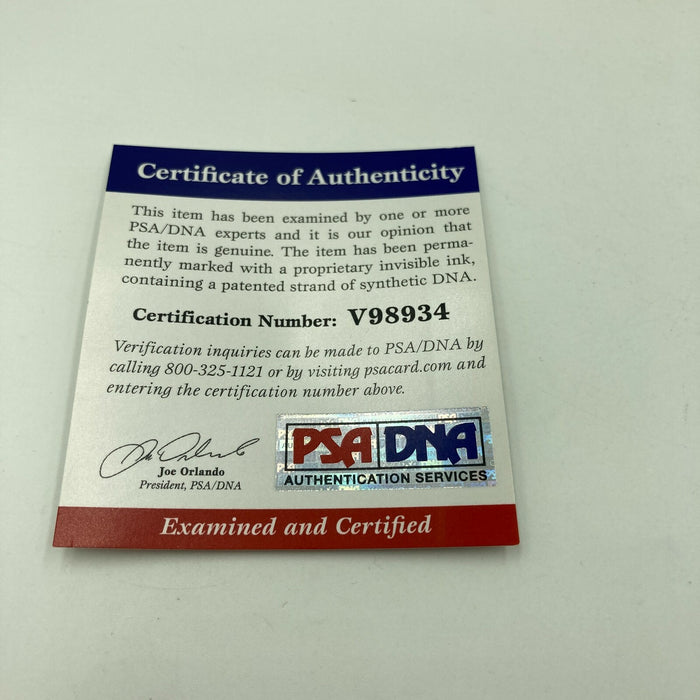 Certificate of Authenticity
This item has been examined by one or more
PSA/DNA experts and it is our opinion that
the item is genuine. The item has been perma-
nently marked with a proprietary invisible ink,
containing a patented strand of synthetic DNA.
Certification Number: V98934
Verification inquiries can be made to PSA/DNA by
calling 800-325-1121 or by visiting psacard.com and
entering the certification number above.
Joe Orlando
President, PSA/DNA
PSA DNA
AUTHENTICATION SERVICES
Examined and Certified